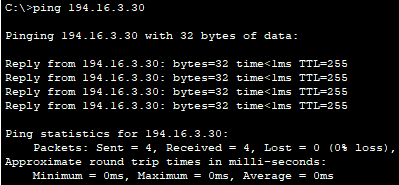 C:\>ping 194.16.3.30
Pinging 194.16.3.30 with 32 bytes of data:
Reply from 194.16.3.30: bytes=32 time<1ms TTL=255
Reply from 194.16.3.30: bytes=32 time<1ms TTL=255
Reply from 194.16.3.30: bytes=32 time<1ms TTL=255
Reply from 194.16.3.30: bytes=32 time<1ms TTL=255
Ping statistics for 194.16.3.30:
    Packets: Sent = 4, Received = 4, Lost = 0 (0% loss),
Approximate round trip times in milli-seconds:
    Minimum = 0ms, Maximum = 0ms, Average = 0ms